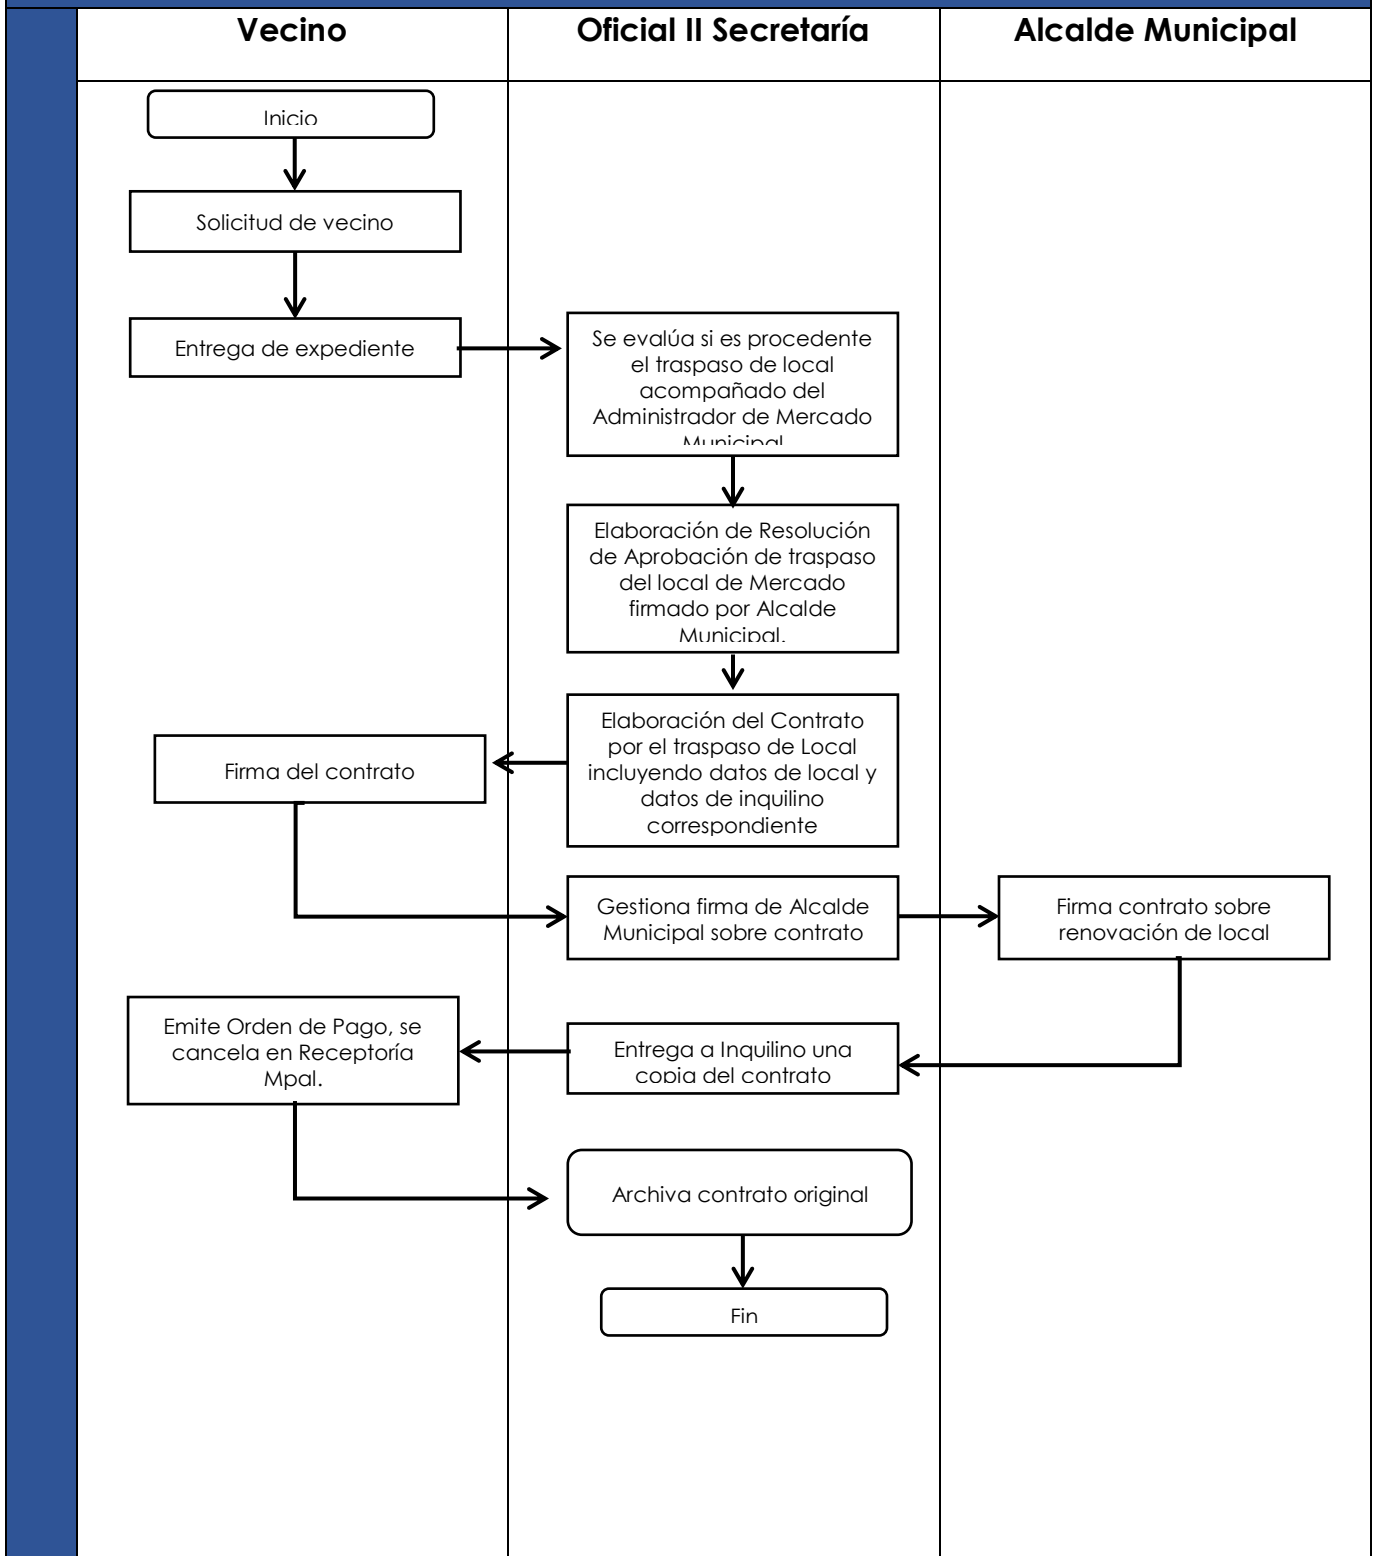 Vecino
Oficial II Secretaría
Alcalde Municipal
Inicio
Solicitud de vecino
Entrega de expediente
Se evalúa si es procedente
el traspaso de local
acompañado del
Administrador de Mercado
Municipal
Elaboración de Resolución
de Aprobación de traspaso
del local de Mercado
firmado por Alcalde
Municipal.
Elaboración del Contrato
por el traspaso de Local
incluyendo datos de local y
datos de inquilino
correspondiente
Firma del contrato
Gestiona firma de Alcalde
Municipal sobre contrato
Firma contrato sobre
renovación de local
Emite Orden de Pago, se
cancela en Receptoría
Mpal.
Entrega a Inquilino una
copia del contrato
Archiva contrato original
Fin